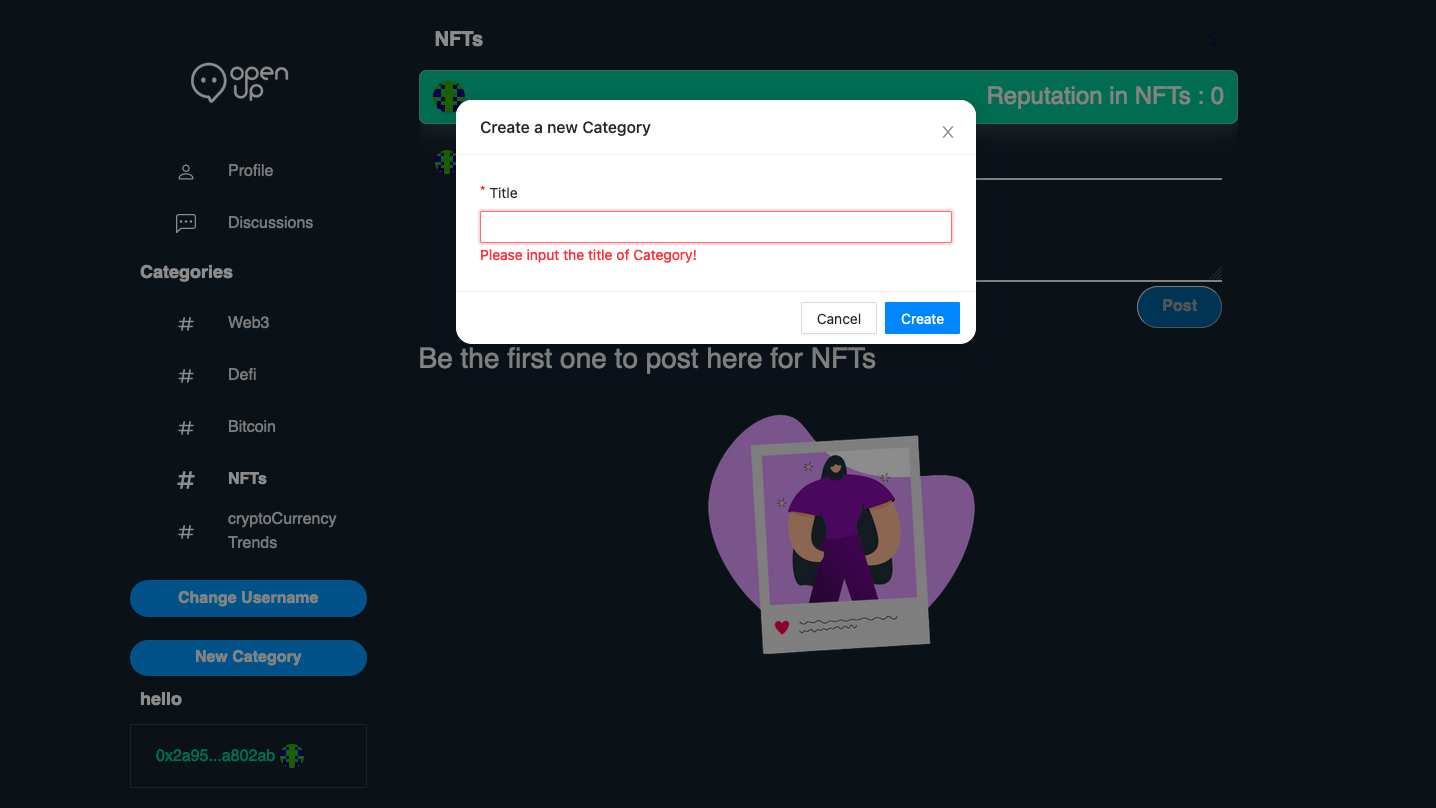 open
up
Profile
Discussions
Categories
# Web3
# Defi
# Bitcoin
# NFTs
# cryptoCurrency
Trends
Change Username
New Category
hello
0x2a95...a802ab
NFTs
Reputation in NFTs : 0
Create a new Category
* Title
Please input the title of Category!
Cancel Create
Post
Be the first one to post here for NFTs